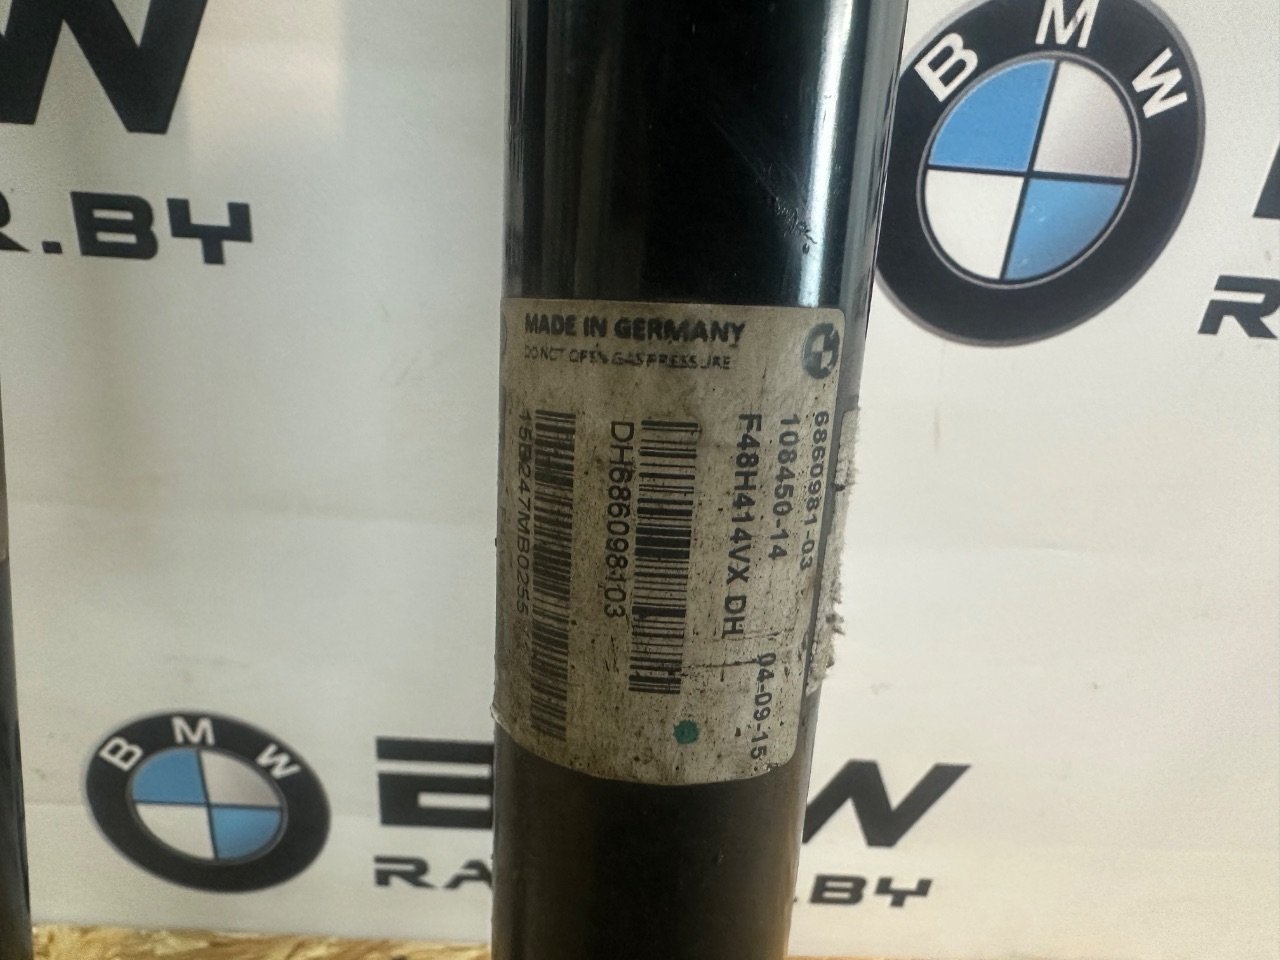 W
R.BY
BMW
R
MADE IN GERMANY
DO NOT OPEN GAS PRESSURE
6860981-03
108450-14
04-09-15
F48H414VX DH
DH686098103
15B247MB0255
BMW
RA
.BY